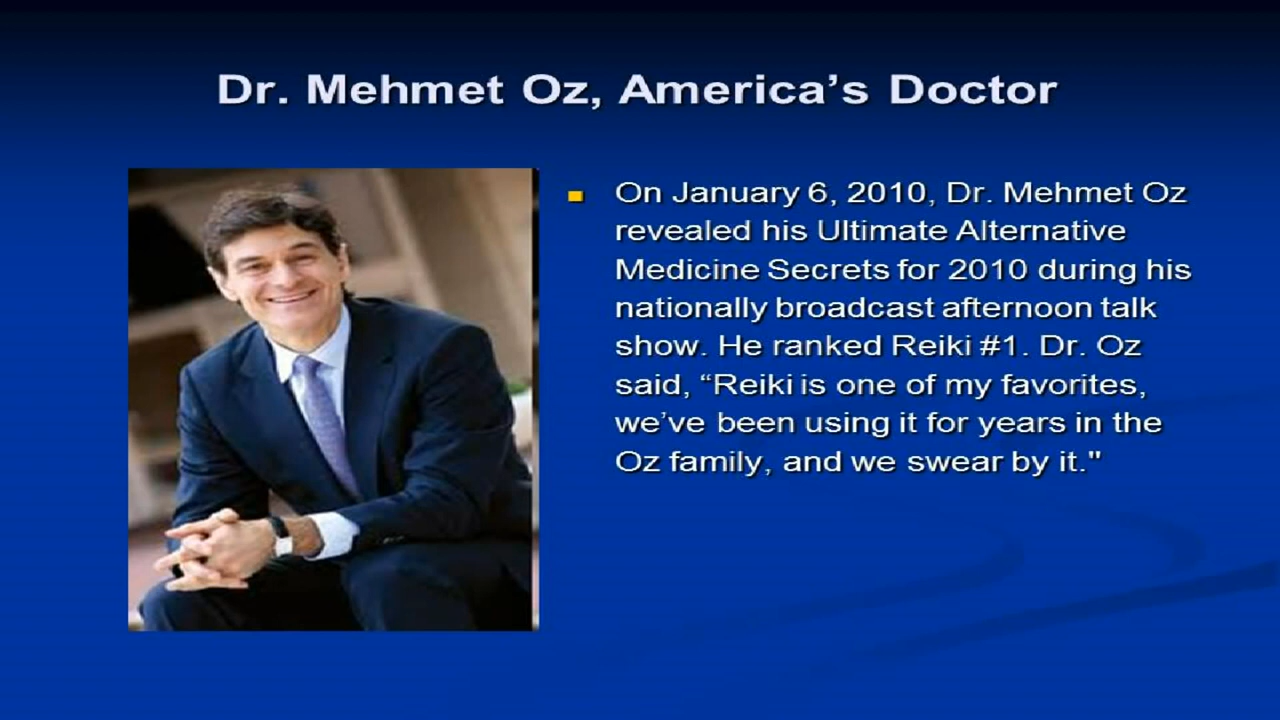 Dr. Mehmet Oz, America’s Doctor
On January 6, 2010, Dr. Mehmet Oz
revealed his Ultimate Alternative
Medicine Secrets for 2010 during his
nationally broadcast afternoon talk
show. He ranked Reiki #1. Dr. Oz
said, “Reiki is one of my favorites,
we’ve been using it for years in the
Oz family, and we swear by it."